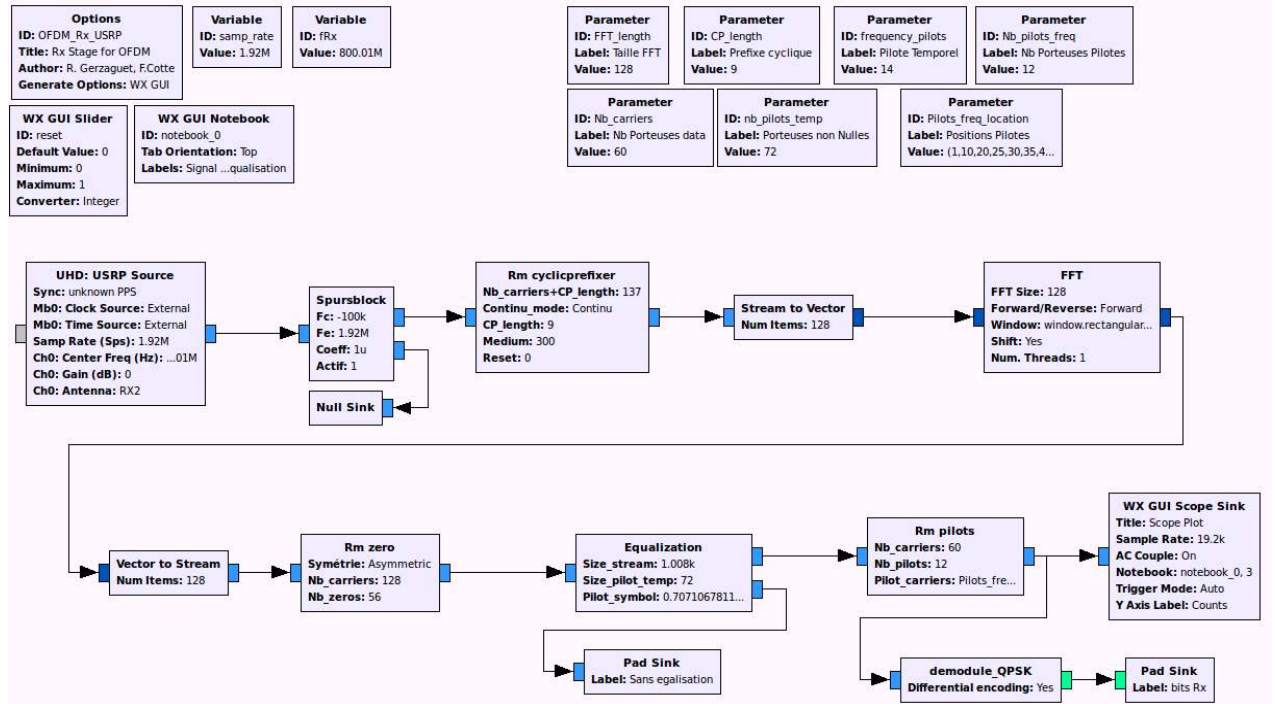 Options
ID: OFDM_Rx_USRP
Title: Rx Stage for OFDM
Author: R. Gerzaguet, F.Cotte
Generate Options: WX GUI
Variable
ID: samp_rate
Value: 1.92M
Variable
ID: fRx
Value: 800.01M
Parameter
ID: FFT_length
Label: Taille FFT
Value: 128
Parameter
ID: CP_length
Label: Prefixe cyclique
Value: 9
Parameter
ID: frequency_pilots
Label: Pilote Temporel
Value: 14
Parameter
ID: Nb_pilots_freq
Label: Nb Porteuses Pilotes
Value: 12
WX GUI Slider
ID: reset
Default Value: 0
Minimum: 0
Maximum: 1
Converter: Integer
WX GUI Notebook
ID: notebook_0
Tab Orientation: Top
Labels: Signal ...qualisation
Parameter
ID: Nb_carriers
Label: Nb Porteuses data
Value: 60
Parameter
ID: nb_pilots_temp
Label: Porteuses non Nulles
Value: 72
Parameter
ID: Pilots_freq_location
Label: Positions Pilotes
Value: (1,10,20,25,30,35,4...
UHD: USRP Source
Sync: unknown PPS
Mb0: Clock Source: External
Mb0: Time Source: External
Samp Rate (Sps): 1.92M
Ch0: Center Freq (Hz): ...01M
Ch0: Gain (dB): 0
Ch0: Antenna: RX2
Spursblock
Fc: -100k
Fe: 1.92M
Coeff: 1u
Actif: 1
Null Sink
Rm cyclicprefixer
Nb_carriers+CP_length: 137
Continu_mode: Continu
CP_length: 9
Medium: 300
Reset: 0
Stream to Vector
Num Items: 128
FFT
FFT Size: 128
Forward/Reverse: Forward
Window: window.rectangular...
Shift: Yes
Num. Threads: 1
Vector to Stream
Num Items: 128
Rm zero
Symétrie: Asymmetric
Nb_carriers: 128
Nb_zeros: 56
Equalization
Size_stream: 1.008k
Size_pilot_temp: 72
Pilot_symbol: 0.7071067811...
Pad Sink
Label: Sans egalisation
Rm pilots
Nb_carriers: 60
Nb_pilots: 12
Pilot_carriers: Pilots_fre...
WX GUI Scope Sink
Title: Scope Plot
Sample Rate: 19.2k
AC Couple: On
Notebook: notebook_0, 3
Trigger Mode: Auto
Y Axis Label: Counts
demodule_QPSK
Differential encoding: Yes
Pad Sink
Label: bits Rx